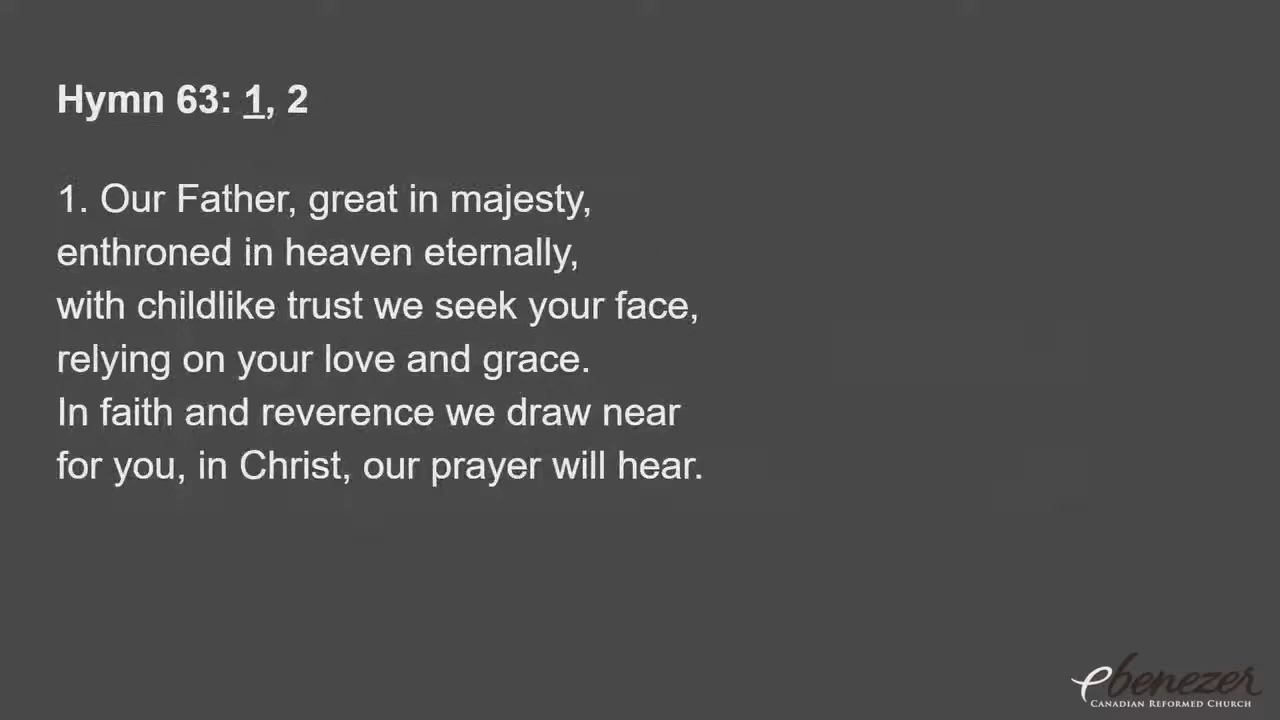 Hymn 63: 1, 2
1. Our Father, great in majesty,
enthroned in heaven eternally,
with childlike trust we seek your face,
relying on your love and grace.
In faith and reverence we draw near
for you, in Christ, our prayer will hear.
ebenezer
CANADIAN REFORMED CHURCH